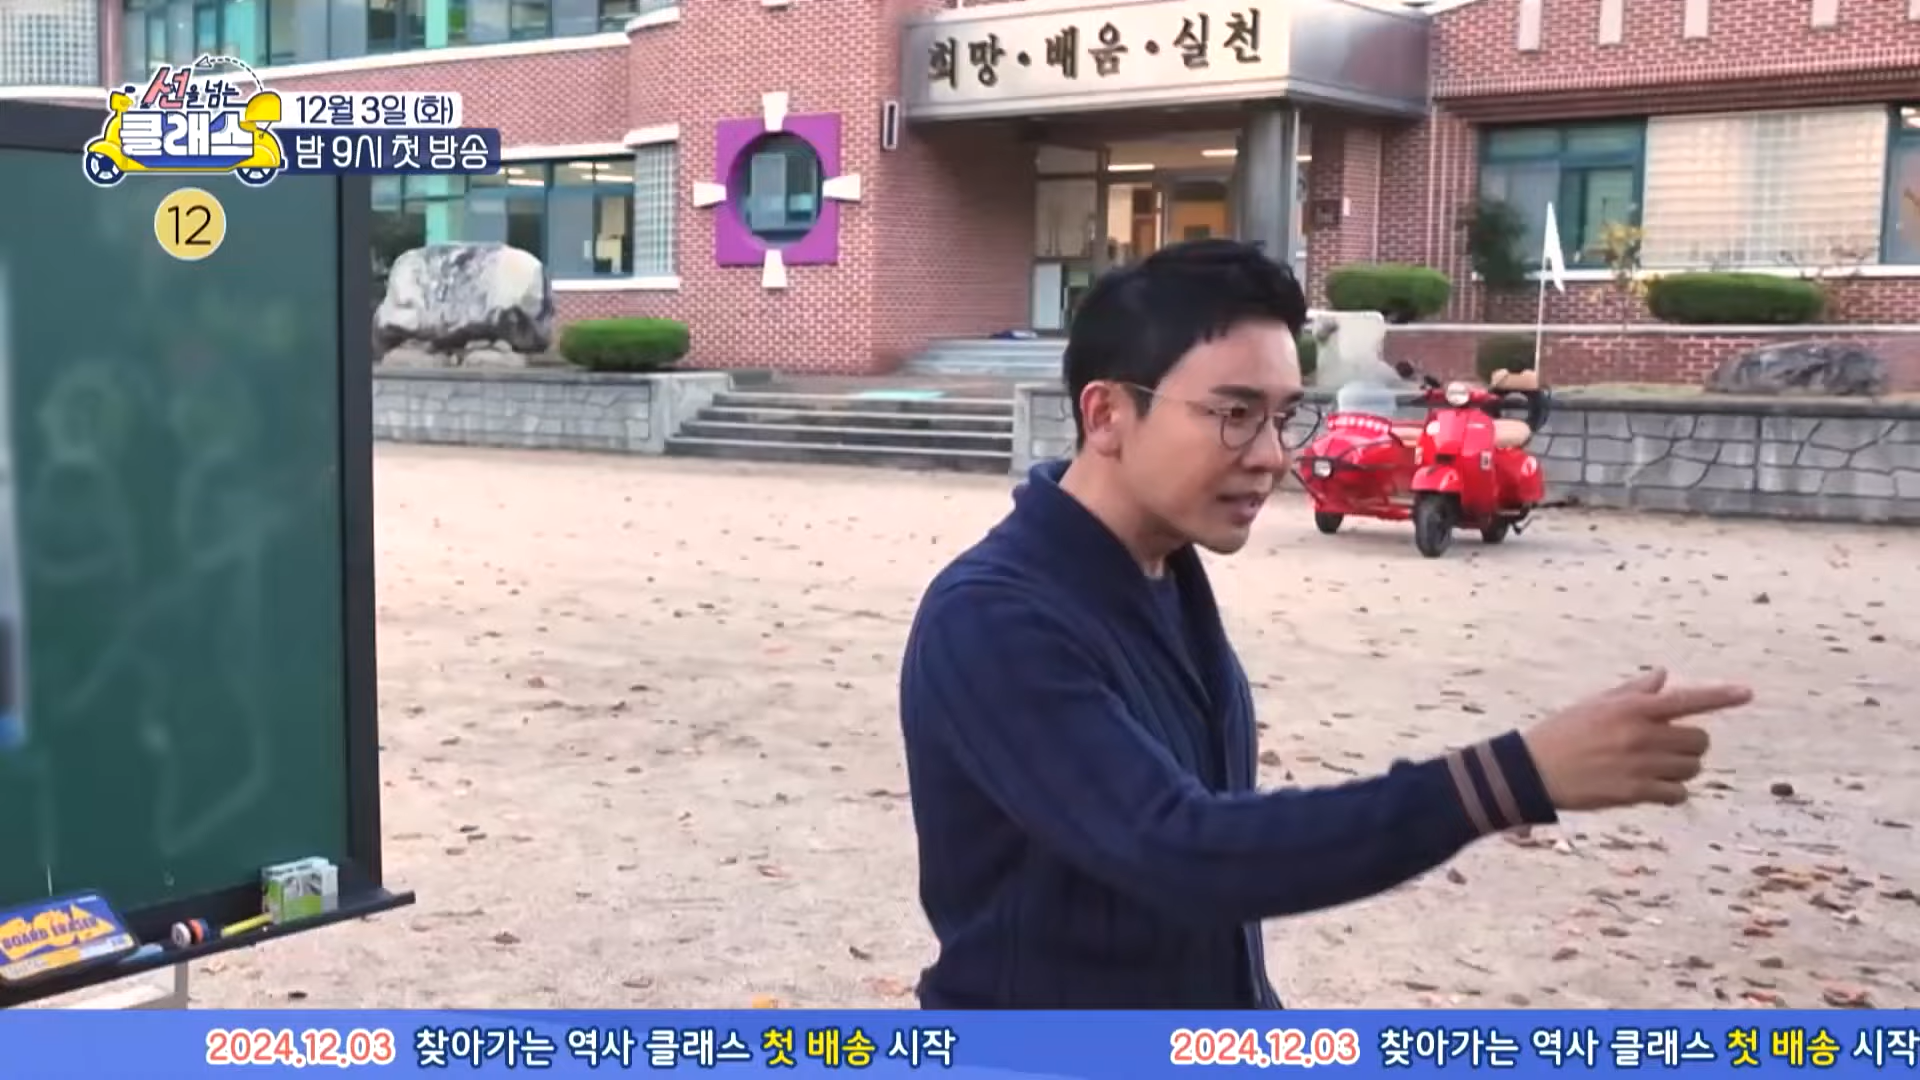 희망·배움·실천
선을 넘는
클래스
12월 3일 (화)
밤 9시 첫 방송
12
BOARD ERASER
2024.12.03 찾아가는 역사 클래스 첫 배송 시작
2024.12.03 찾아가는 역사 클래스 첫 배송 시작